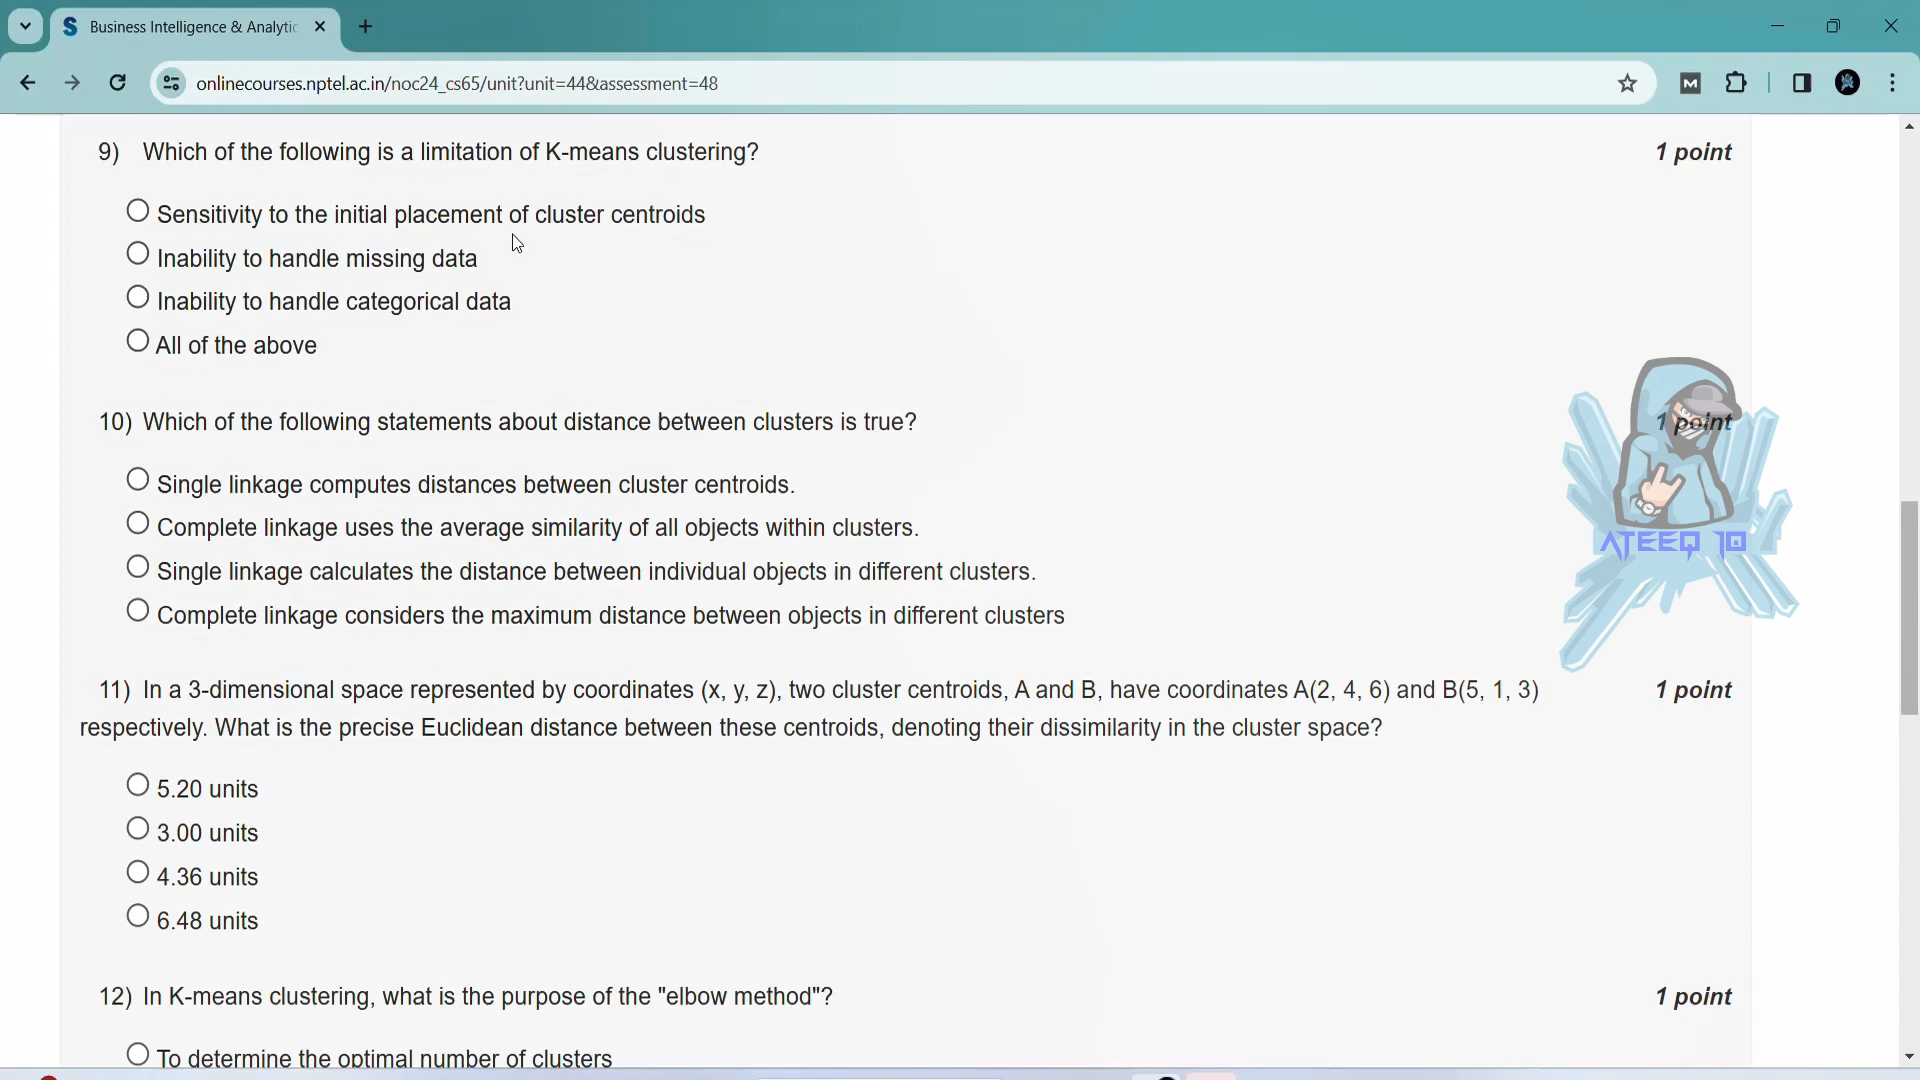 Business Intelligence & Analytic
onlinecourses.nptel.ac.in/noc24_cs65/unit?unit=44&assessment=48
9) Which of the following is a limitation of K-means clustering? 1 point
Sensitivity to the initial placement of cluster centroids
Inability to handle missing data
Inability to handle categorical data
All of the above
10) Which of the following statements about distance between clusters is true? 1 point
Single linkage computes distances between cluster centroids.
Complete linkage uses the average similarity of all objects within clusters.
ATEEQ 10
Single linkage calculates the distance between individual objects in different clusters.
Complete linkage considers the maximum distance between objects in different clusters
11) In a 3-dimensional space represented by coordinates (x, y, z), two cluster centroids, A and B, have coordinates A(2, 4, 6) and B(5, 1, 3) 1 point
respectively. What is the precise Euclidean distance between these centroids, denoting their dissimilarity in the cluster space?
5.20 units
3.00 units
4.36 units
6.48 units
12) In K-means clustering, what is the purpose of the "elbow method"? 1 point
To determine the optimal number of clusters